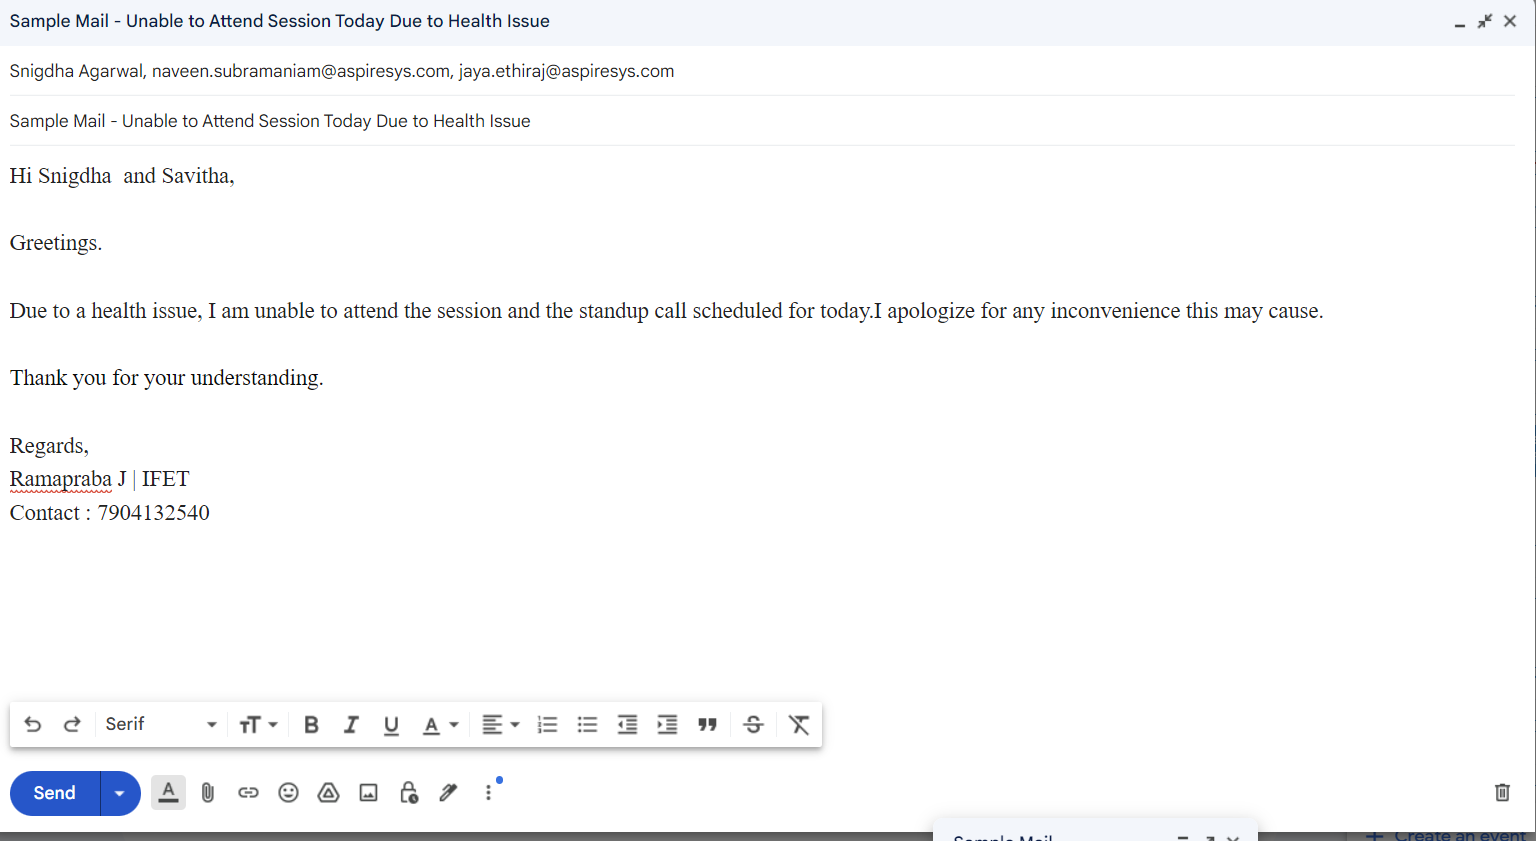 Sample Mail - Unable to Attend Session Today Due to Health Issue
Snigdha Agarwal, naveen.subramaniam@aspiresys.com, jaya.ethiraj@aspiresys.com
Sample Mail - Unable to Attend Session Today Due to Health Issue
Hi Snigdha  and Savitha,
Greetings.
Due to a health issue, I am unable to attend the session and the standup call scheduled for today.I apologize for any inconvenience this may cause.
Thank you for your understanding.
Regards,
Ramapraba J | IFET
Contact : 7904132540
Serif
Send
Sample Mail
Create an event